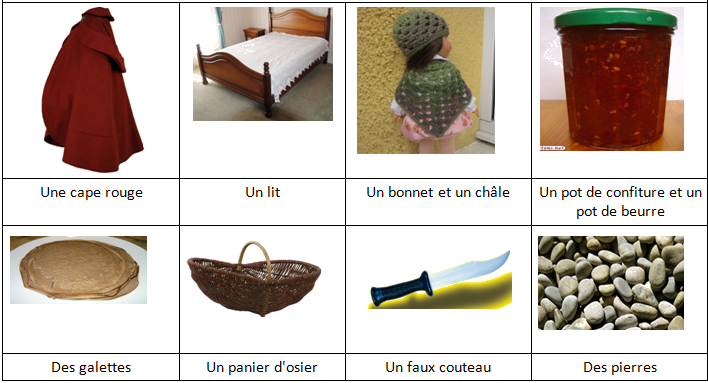 Une cape rouge
Un lit
Un bonnet et un châle
Un pot de confiture et un
pot de beurre
Des galettes
Un panier d'osier
Un faux couteau
Des pierres